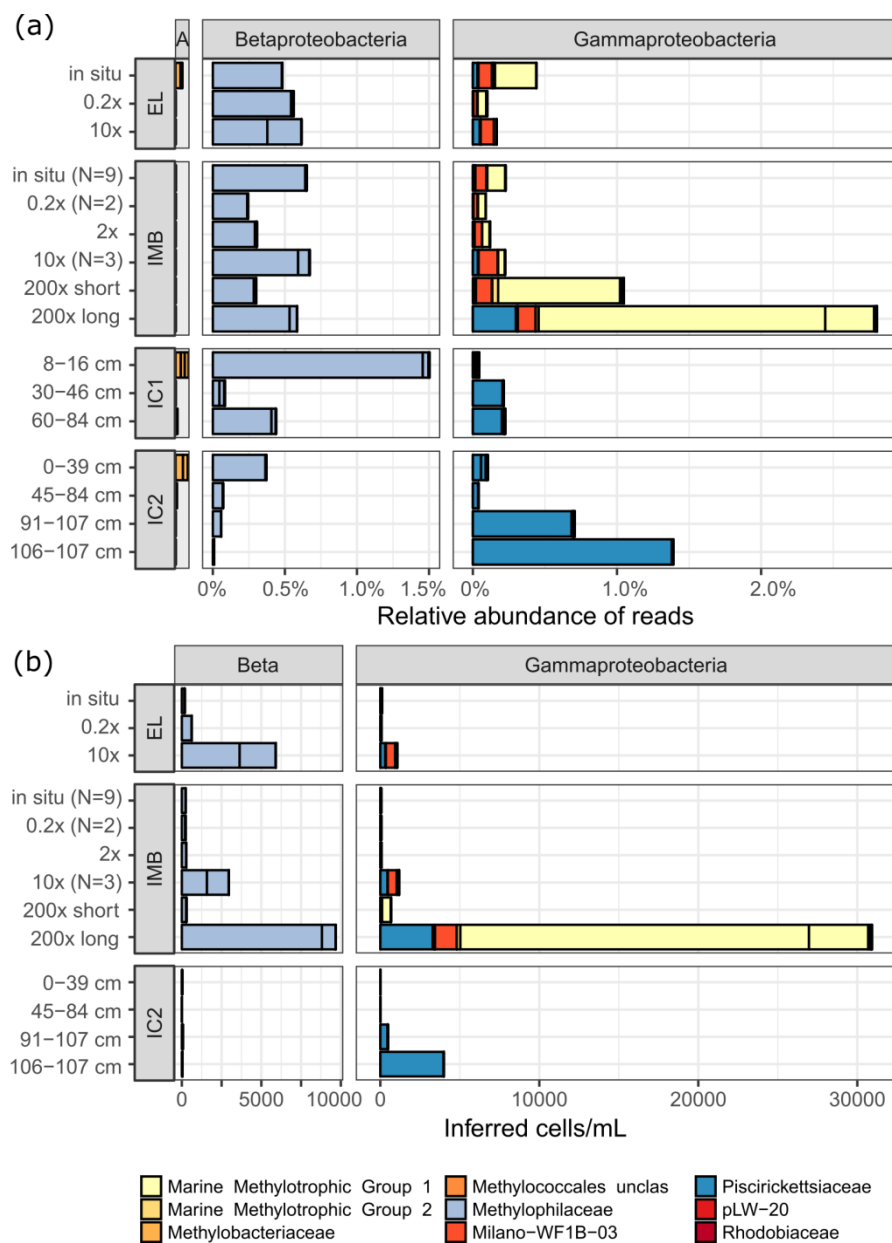 (a)
A Betaproteobacteria Gammaproteobacteria
EL
in situ
0.2x
10x
IMB
in situ (N=9)
0.2x (N=2)
2x
10x (N=3)
200x short
200x long
IC1
8−16 cm
30−46 cm
60−84 cm
IC2
0−39 cm
45−84 cm
91−107 cm
106−107 cm
0% 0.5% 1.0% 1.5% 0% 1.0% 2.0%
Relative abundance of reads
(b)
Beta Gammaproteobacteria
EL
in situ
0.2x
10x
IMB
in situ (N=9)
0.2x (N=2)
2x
10x (N=3)
200x short
200x long
IC2
0−39 cm
45−84 cm
91−107 cm
106−107 cm
0 5000 10000 0 10000 20000 30000
Inferred cells/mL
Marine Methylotrophic Group 1 Methylococcales unclas Piscirickettsiaceae
Marine Methylotrophic Group 2 Methylophilaceae pLW−20
Methylobacteriaceae Milano−WF1B−03 Rhodobiaceae